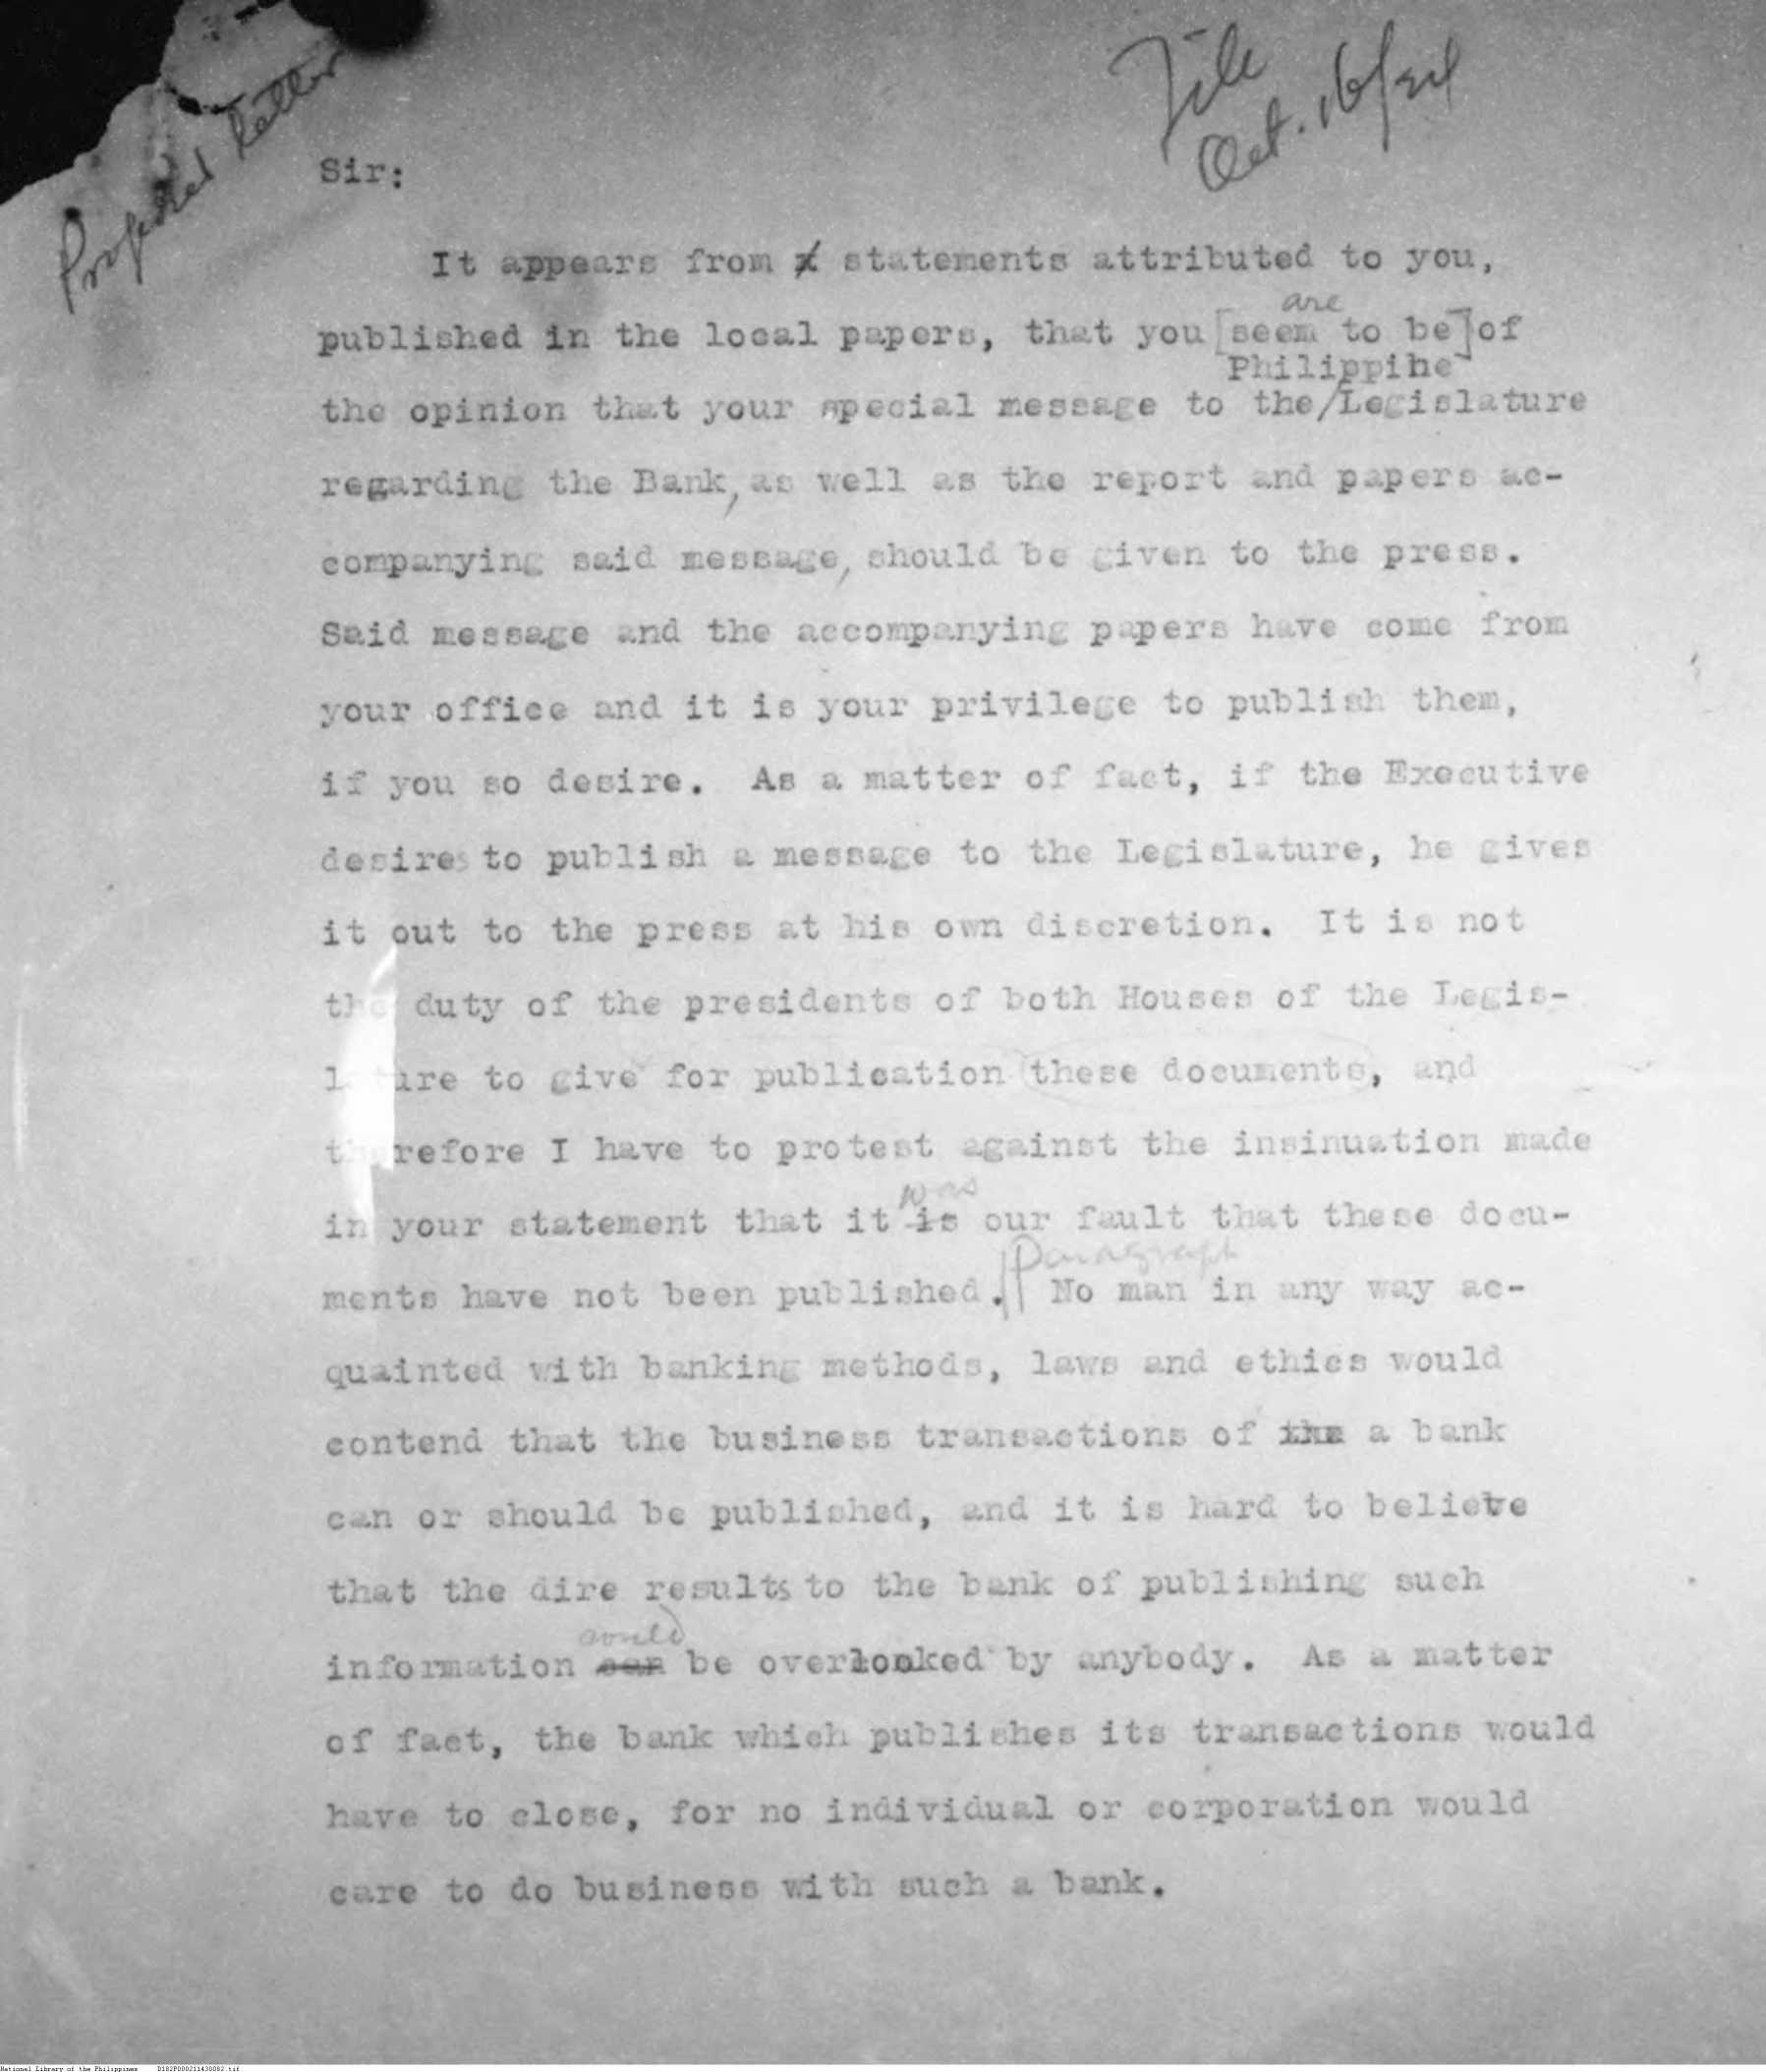 Proposed Letter
File
Oct. 16/24
Sir:
It appears from statements attributed to you,
are
published in the local papers, that you [seem to be] of
Philippine
the opinion that your special message to the/Legislature
regarding the Bank, as well as the report and papers ac-
companying said message, should be given to the press.
Said message and the accompanying papers have come from
your office and it is your privilege to publish them,
if you so desire. As a matter of fact, if the Executive
desires to publish a message to the Legislature, he gives
it out to the press at his own discretion. It is not
the duty of the presidents of both Houses of the Legis-
lature to give for publication these documents, and
therefore I have to protest against the insinuation made
was
in your statement that it is our fault that these docu-
Paragraph
ments have not been published. No man in any way ac-
quainted with banking methods, laws and ethics would
contend that the business transactions of the a bank
can or should be published, and it is hard to believe
that the dire results to the bank of publishing such
could
information can be overlooked by anybody. As a matter
of fact, the bank which publishes its transactions would
have to close, for no individual or corporation would
care to do business with such a bank.
National Library of the Philippines D182P000211430082.tif